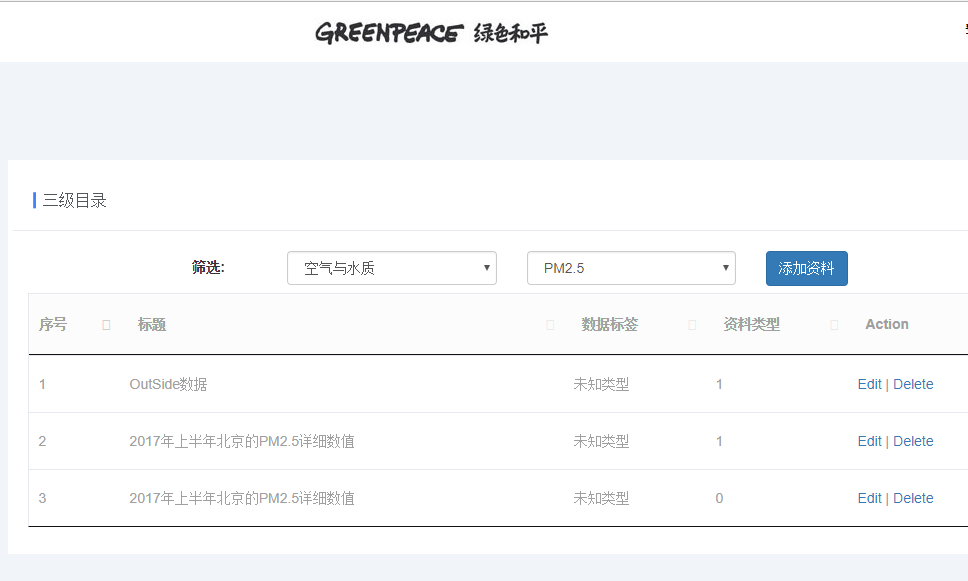 GREENPEACE 绿色和平
三级目录
筛选: 空气与水质 PM2.5 添加资料
序号 标题 数据标签 资料类型 Action
1 OutSide数据 未知类型 1 Edit | Delete
2 2017年上半年北京的PM2.5详细数值 未知类型 1 Edit | Delete
3 2017年上半年北京的PM2.5详细数值 未知类型 0 Edit | Delete